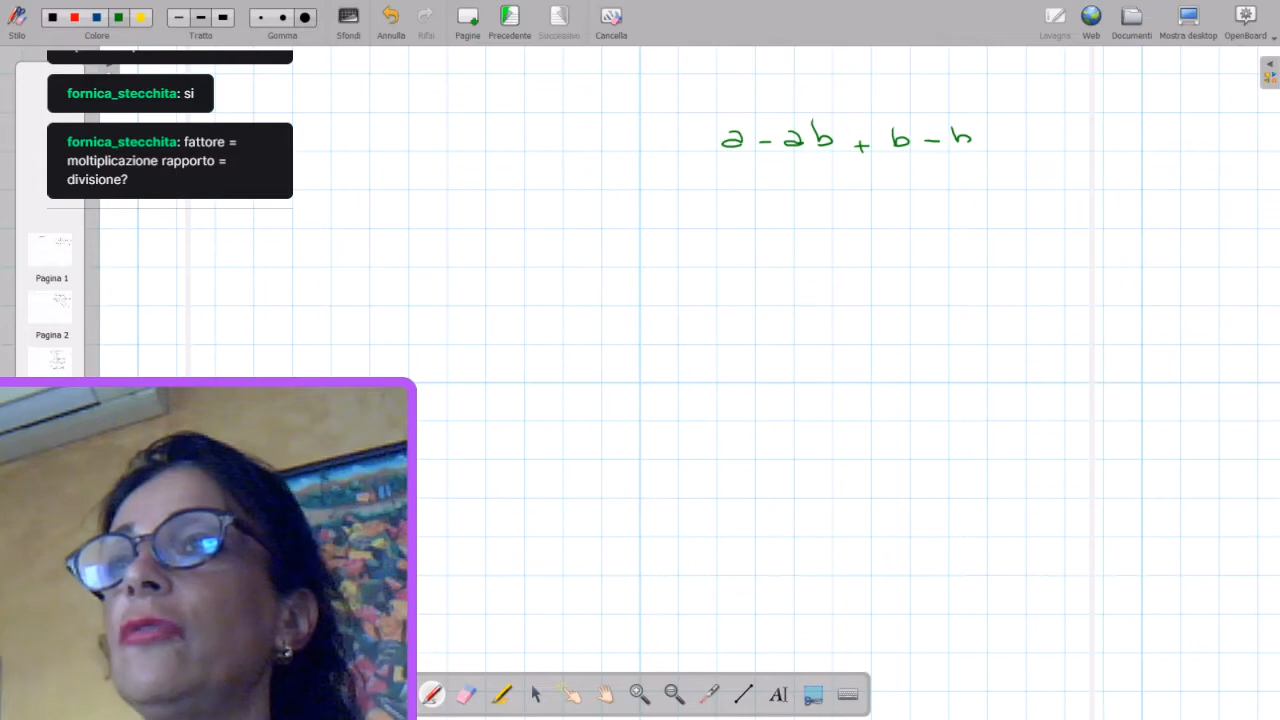 Stilo
Colore
Tratto
Gomma
Sfondi
Annulla
Rifai
Pagine
Precedente
Successivo
Cancella
Lavagna
Web
Documenti
Mostra desktop
OpenBoard
fornica_stecchita: si
fornica_stecchita: fattore =
moltiplicazione rapporto =
divisione?
a - ab + b - b
Pagina 1
Pagina 2
AI